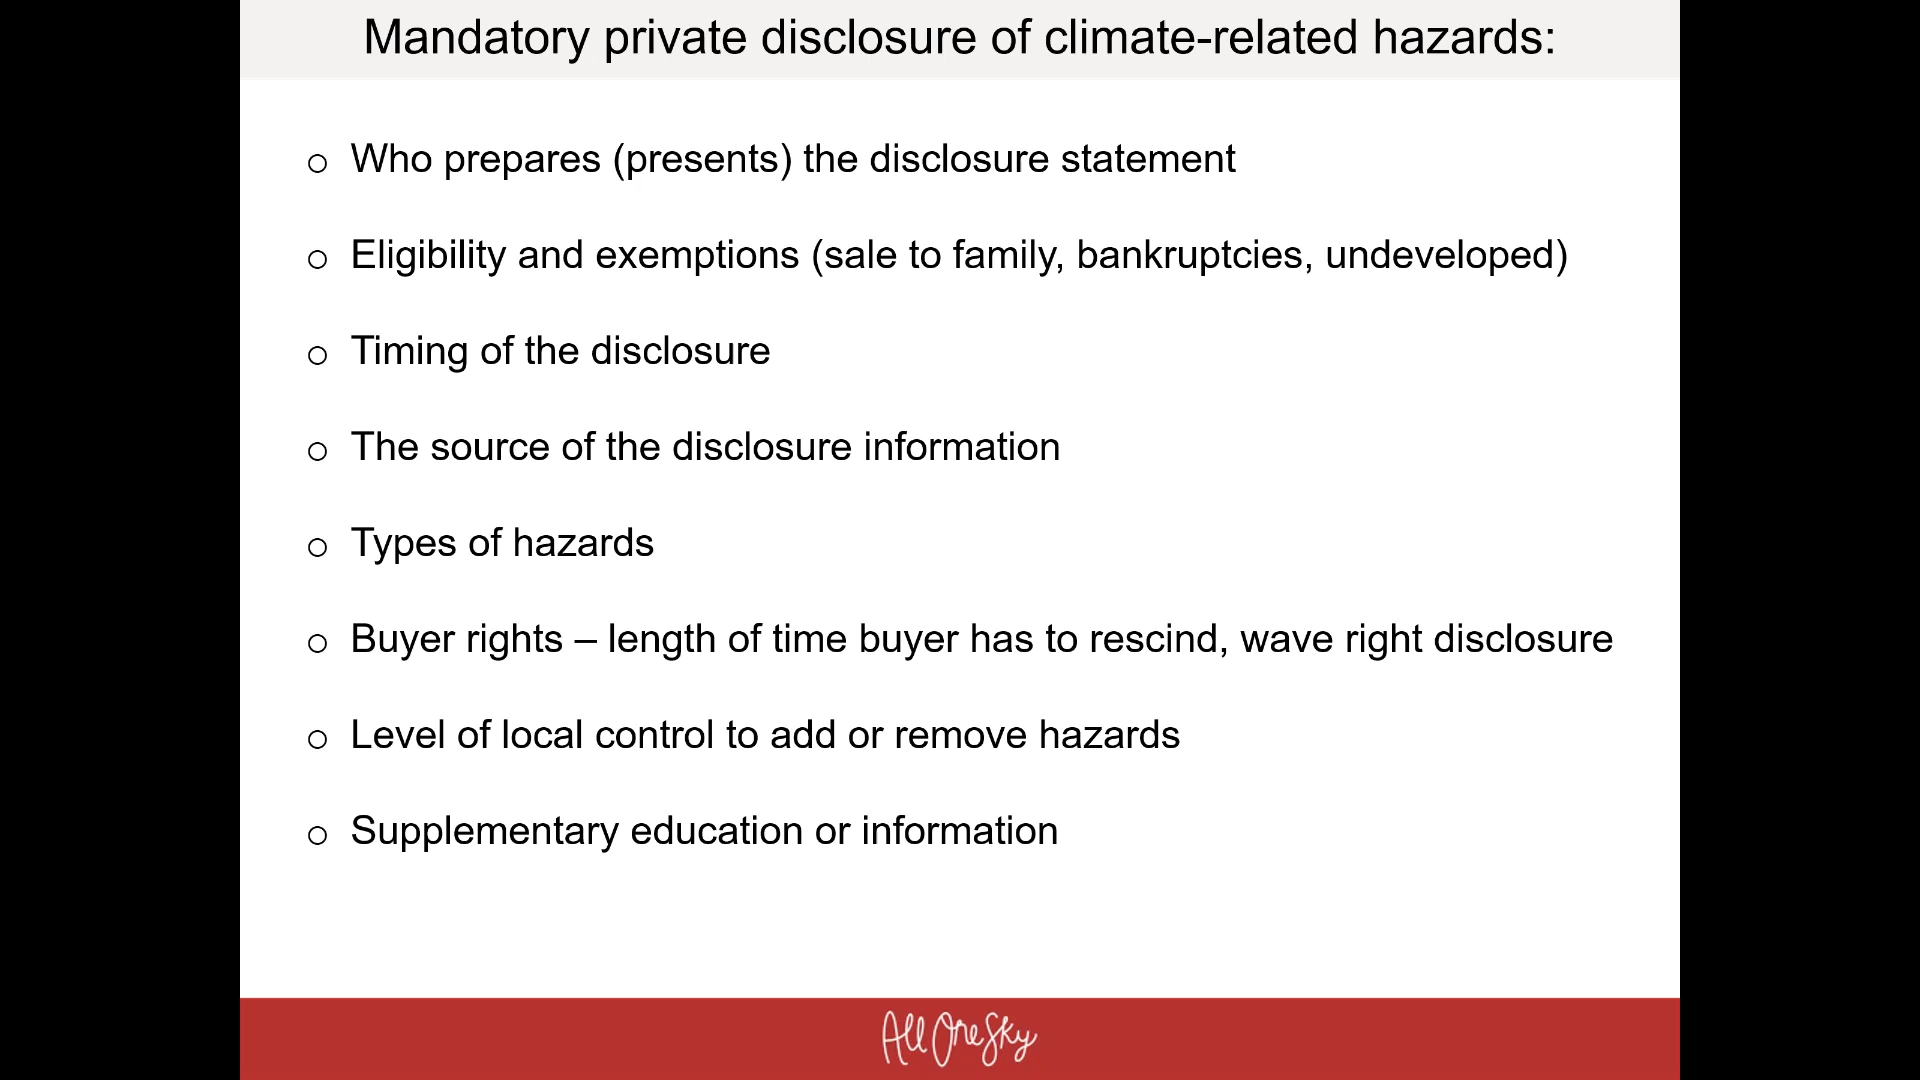 Mandatory private disclosure of climate-related hazards:
Who prepares (presents) the disclosure statement
Eligibility and exemptions (sale to family, bankruptcies, undeveloped)
Timing of the disclosure
The source of the disclosure information
Types of hazards
Buyer rights – length of time buyer has to rescind, wave right disclosure
Level of local control to add or remove hazards
Supplementary education or information
All One Sky